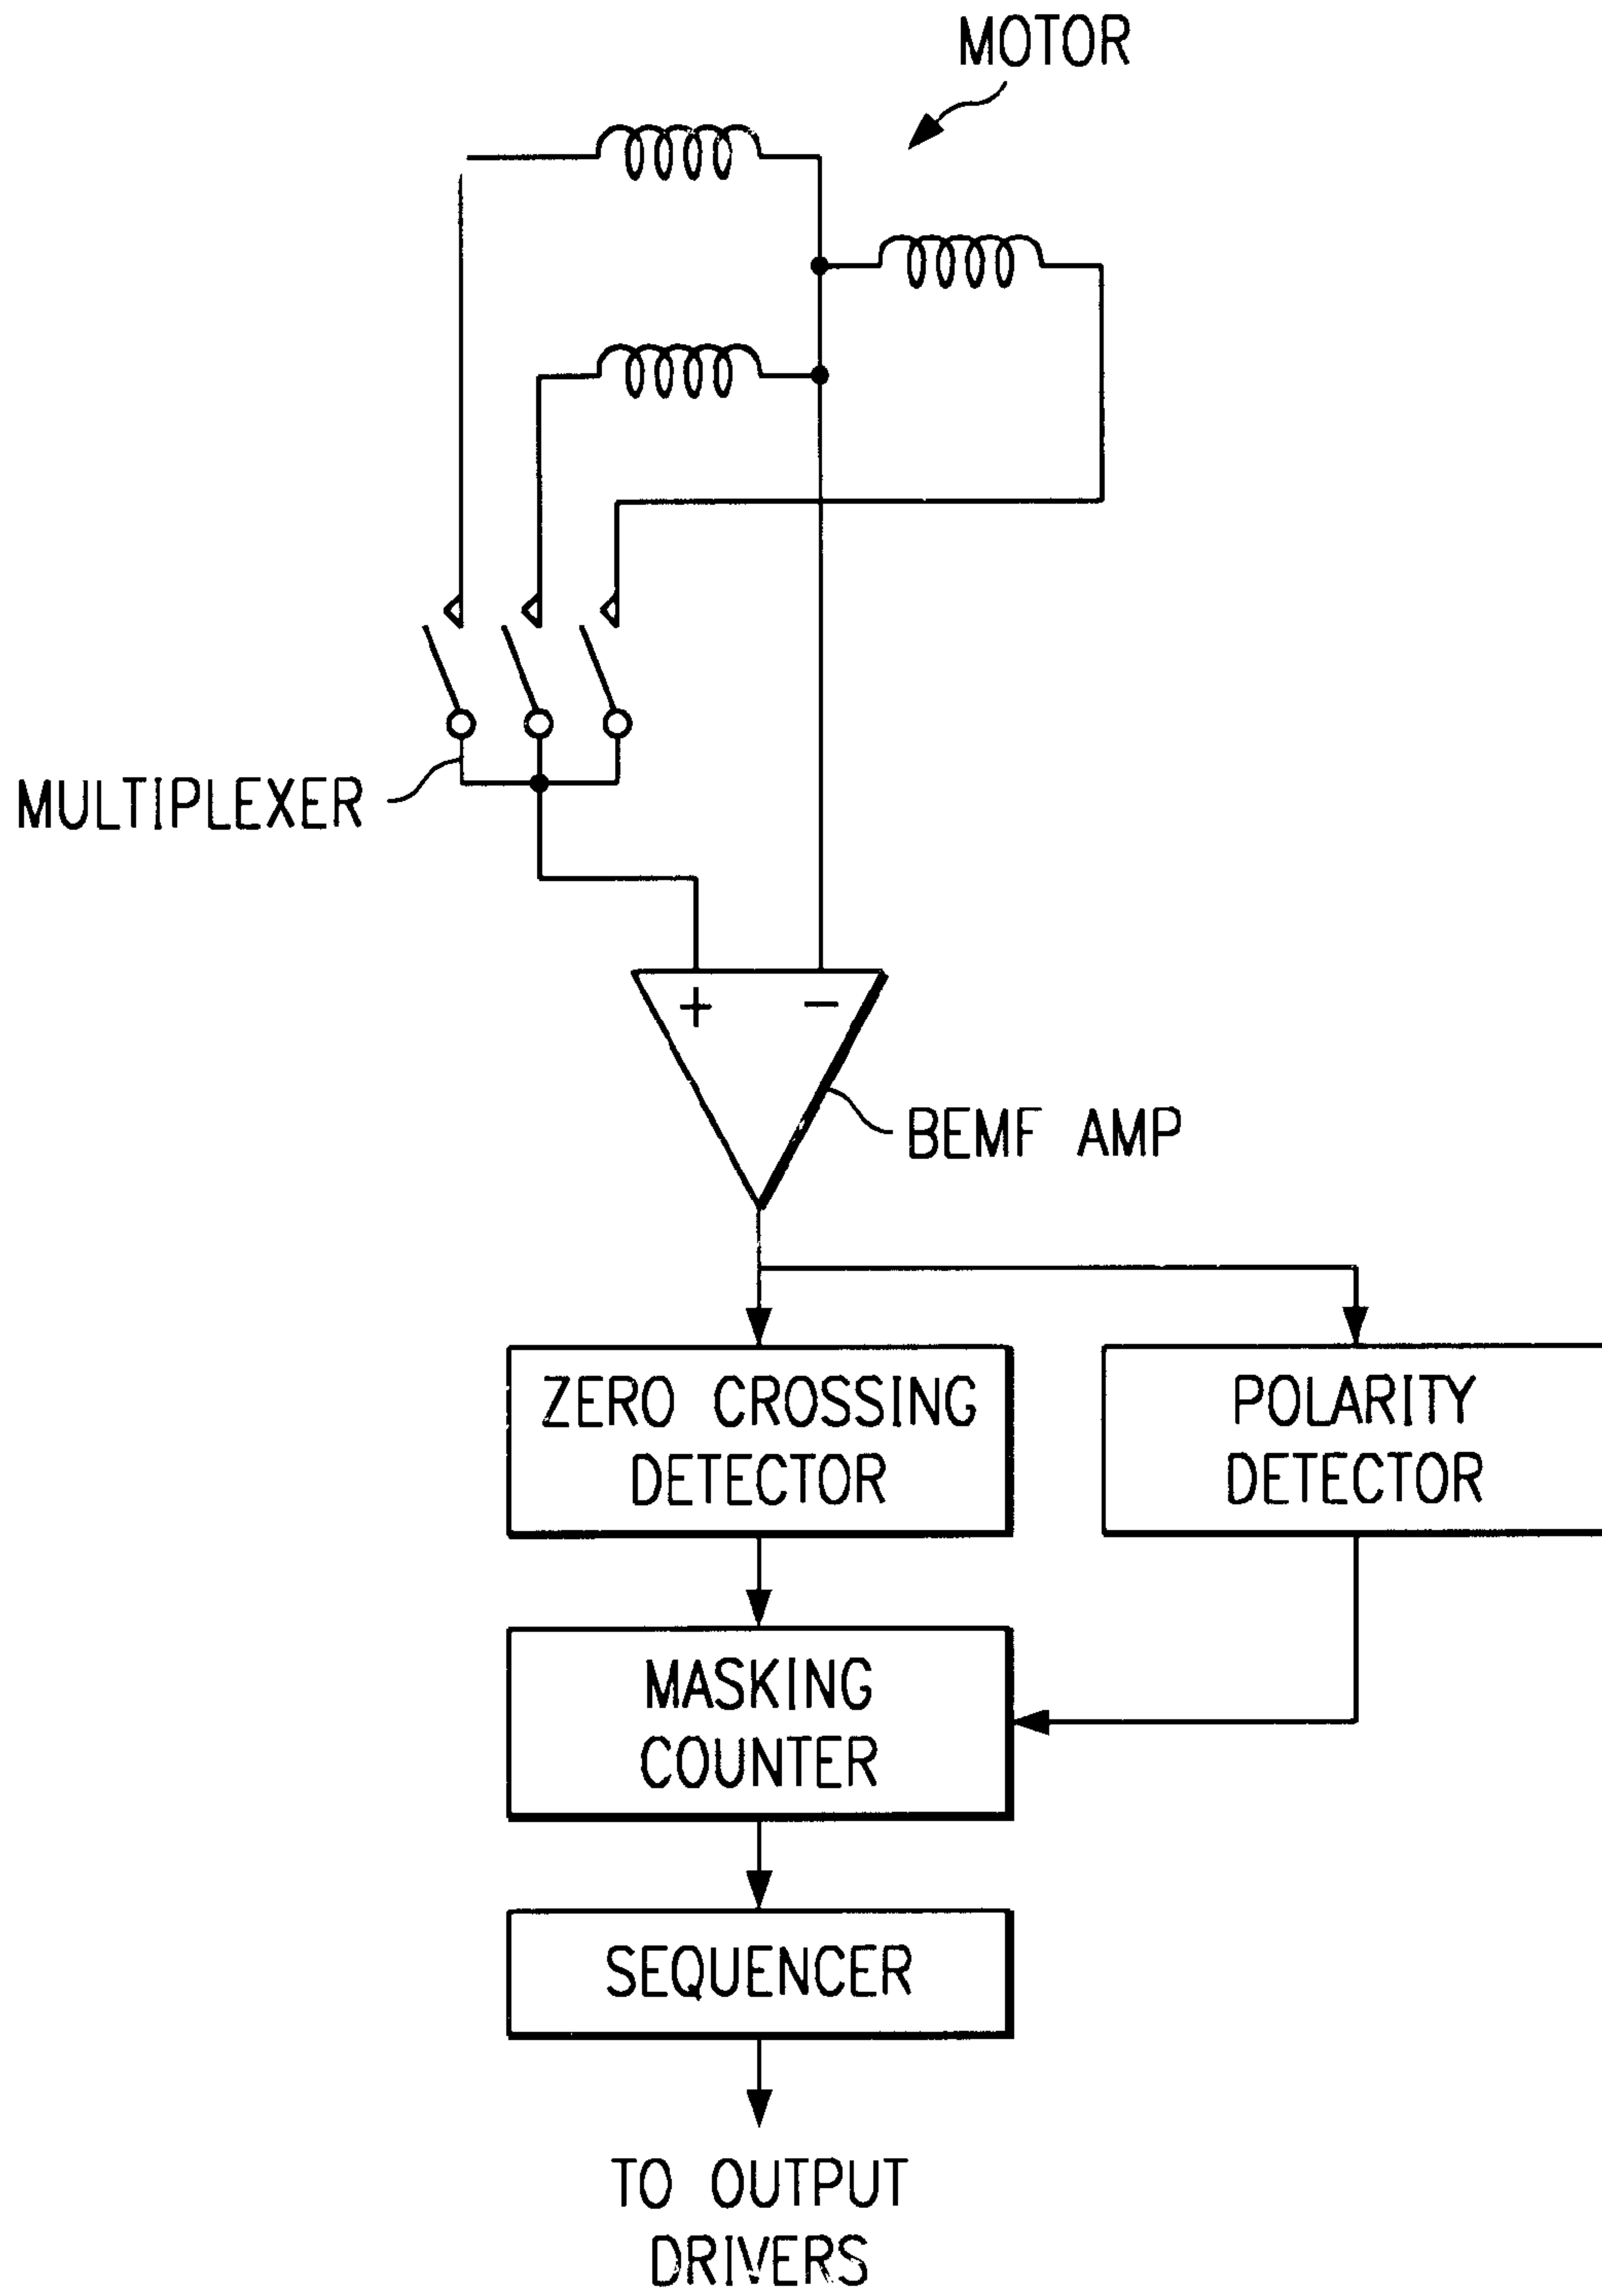 MOTOR
MULTIPLEXER
+ −
BEMF AMP
ZERO CROSSING
DETECTOR
POLARITY
DETECTOR
MASKING
COUNTER
SEQUENCER
TO OUTPUT
DRIVERS